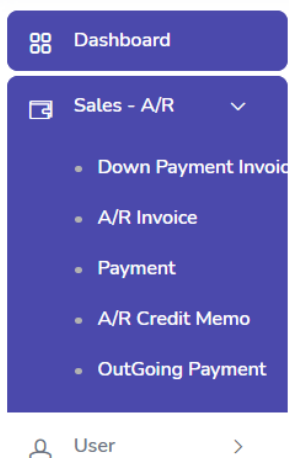 Dashboard
Sales - A/R
Down Payment Invoic
A/R Invoice
Payment
A/R Credit Memo
OutGoing Payment
User